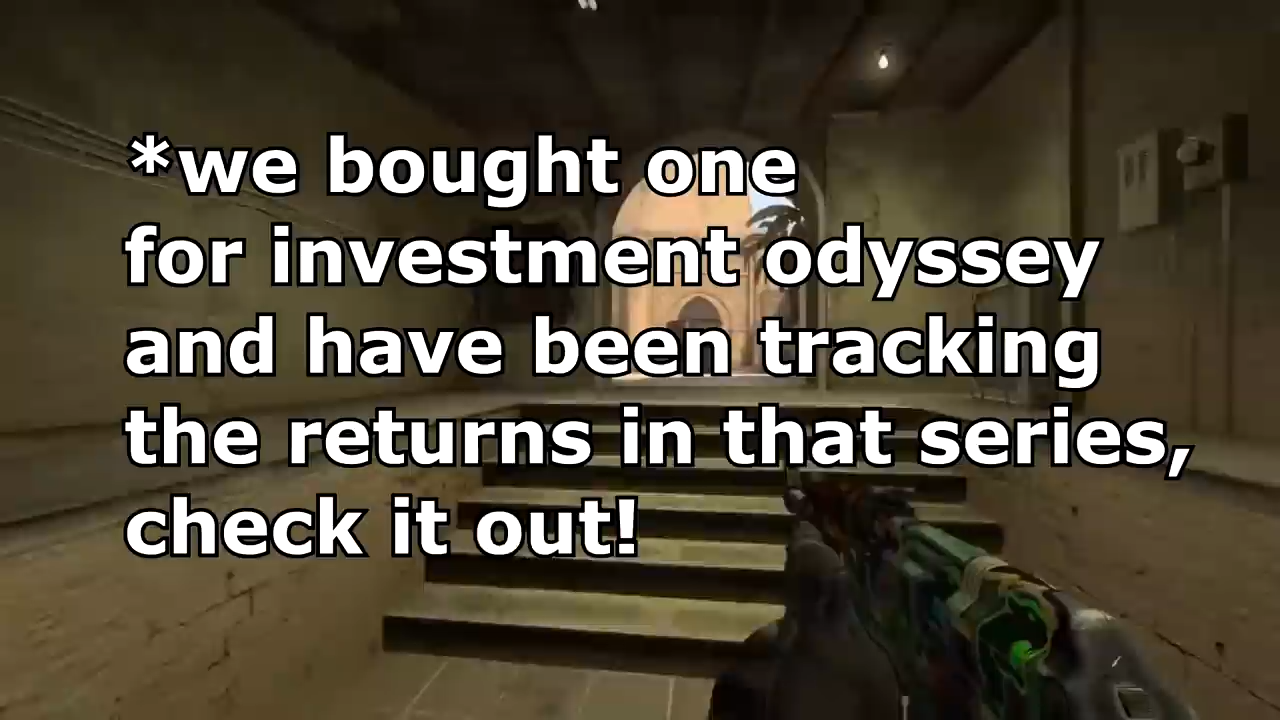 *we bought one
for investment odyssey
and have been tracking
the returns in that series,
check it out!